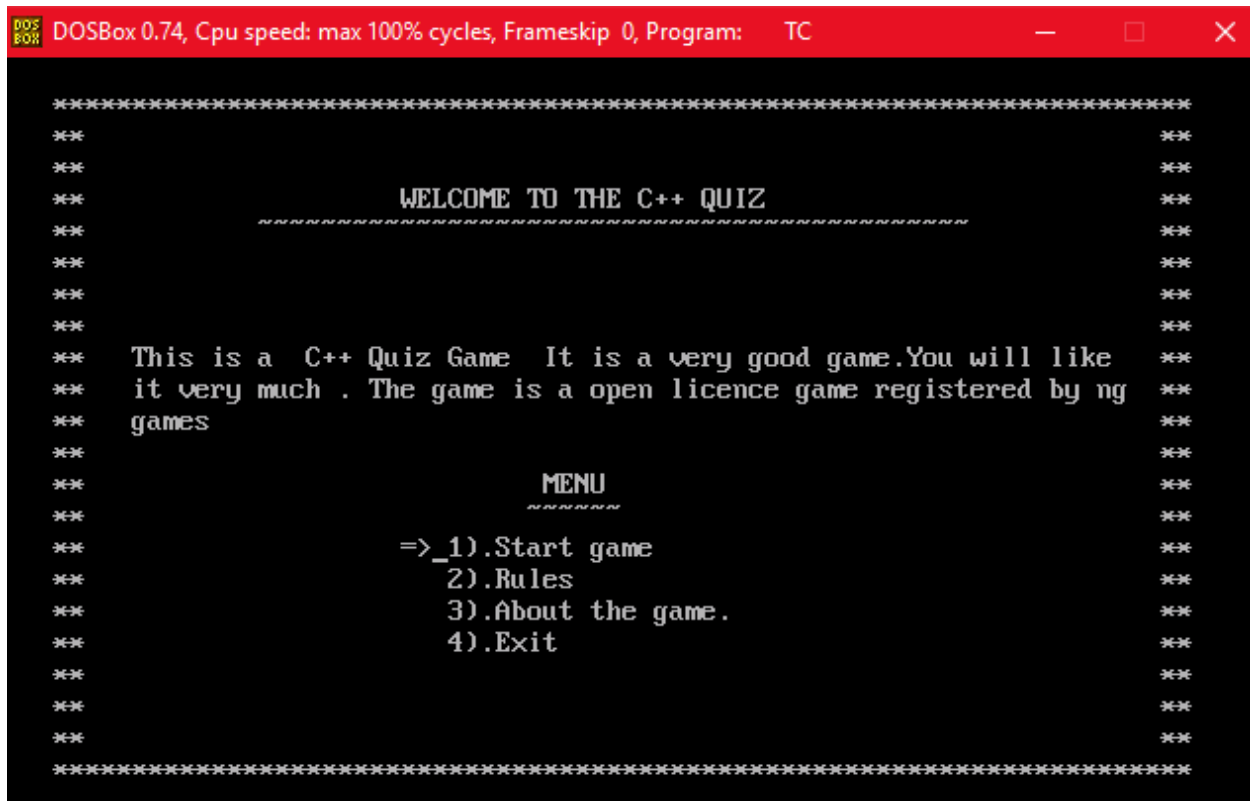 DOSBox 0.74, Cpu speed: max 100% cycles, Frameskip 0, Program: TC
************************************************************************
** **
** **
** WELCOME TO THE C++ QUIZ **
** ~~~~~~~~~~~~~~~~~~~~~~~~~~~~~~~~~~~~~~~~~~~~~ **
** **
** **
** **
** This is a  C++ Quiz Game  It is a very good game.You will like **
** it very much . The game is a open licence game registered by ng **
** games **
** **
** MENU **
** ~~~~~~ **
** =>_1).Start game **
** 2).Rules **
** 3).About the game. **
** 4).Exit **
** **
** **
** **
************************************************************************